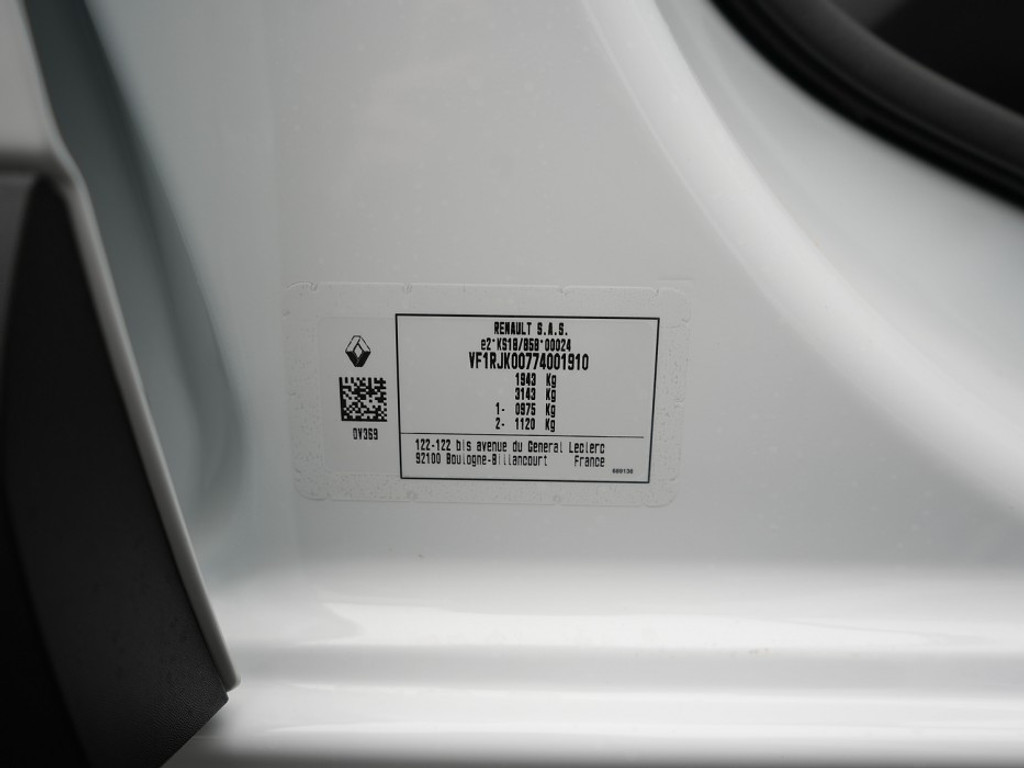 RENAULT S.A.S.
e2*KS18/858*00024
VF1RJK00774001910
1943 Kg
3143 Kg
1- 0975 Kg
2- 1120 Kg
0V369
122-122 bis avenue du General Leclerc
92100 Boulogne-Billancourt France